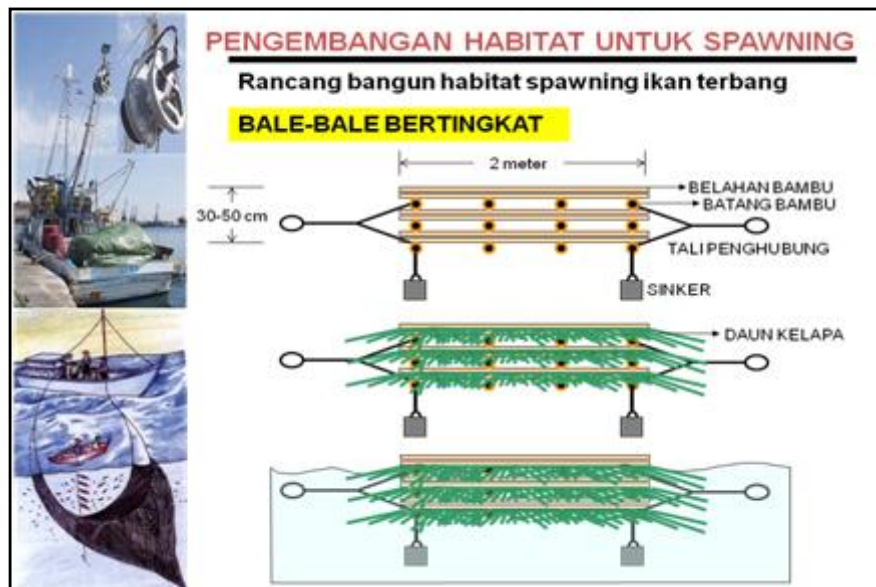 PENGEMBANGAN HABITAT UNTUK SPAWNING
Rancang bangun habitat spawning ikan terbang
BALE-BALE BERTINGKAT
2 meter
BELAHAN BAMBU
30-50 cm
BATANG BAMBU
TALI PENGHUBUNG
SINKER
DAUN KELAPA